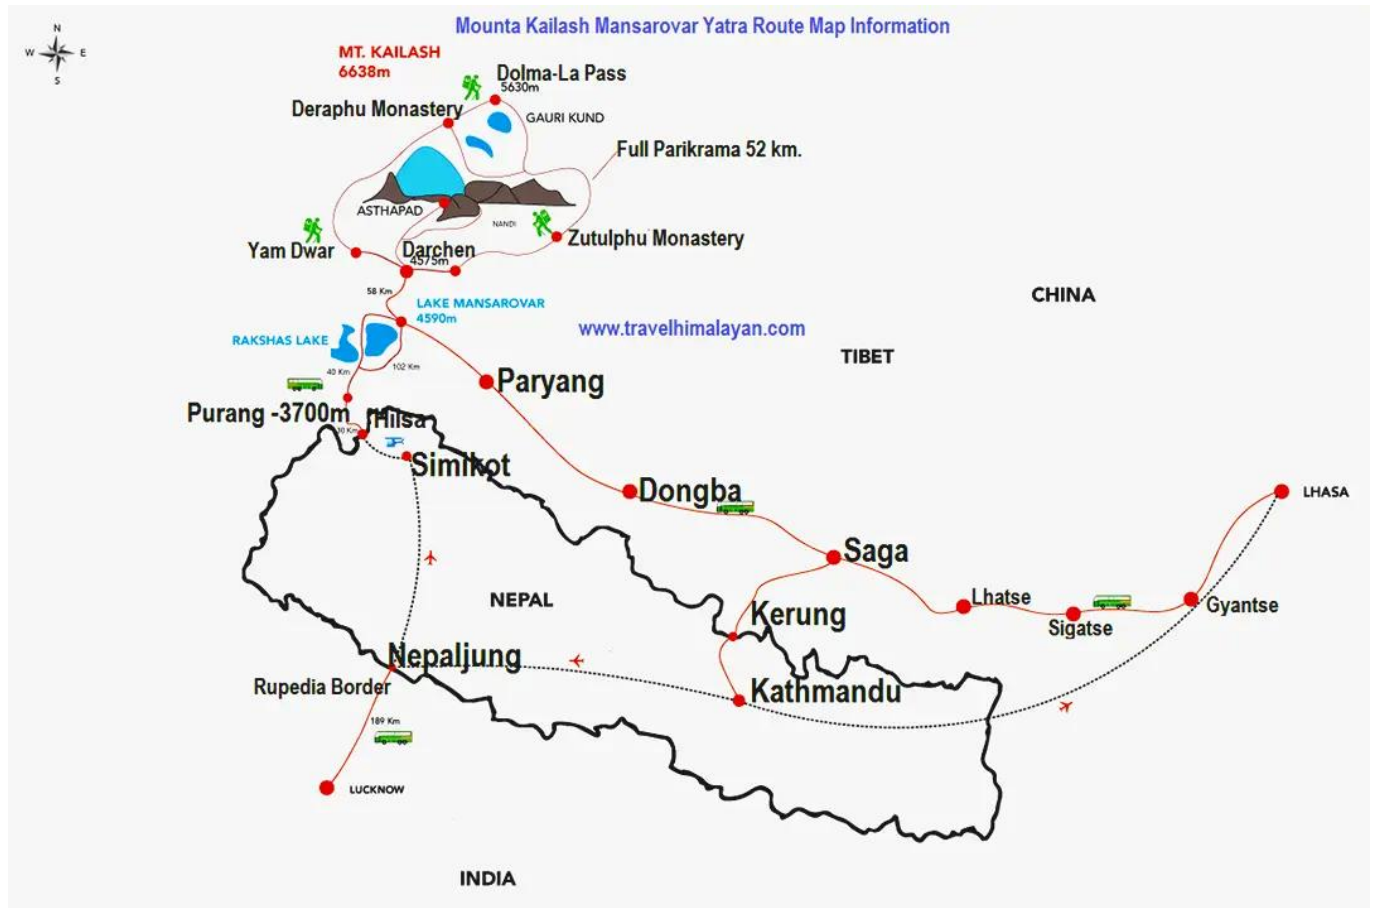 Mounta Kailash Mansarovar Yatra Route Map Information
N
W
E
S
MT. KAILASH
6638m
Dolma-La Pass
5630m
Deraphu Monastery
GAURI KUND
Full Parikrama 52 km.
ASTHAPAD
NANDI
Yam Dwar
Darchen
4575m
Zutulphu Monastery
58 Km
LAKE MANSAROVAR
4590m
CHINA
www.travelhimalayan.com
RAKSHAS LAKE
TIBET
40 Km
102 Km
Paryang
Purang -3700m
Hilsa
30 Km
Simikot
Dongba
LHASA
Saga
NEPAL
Kerung
Lhatse
Sigatse
Gyantse
Nepaljung
Rupedia Border
Kathmandu
189 Km
LUCKNOW
INDIA